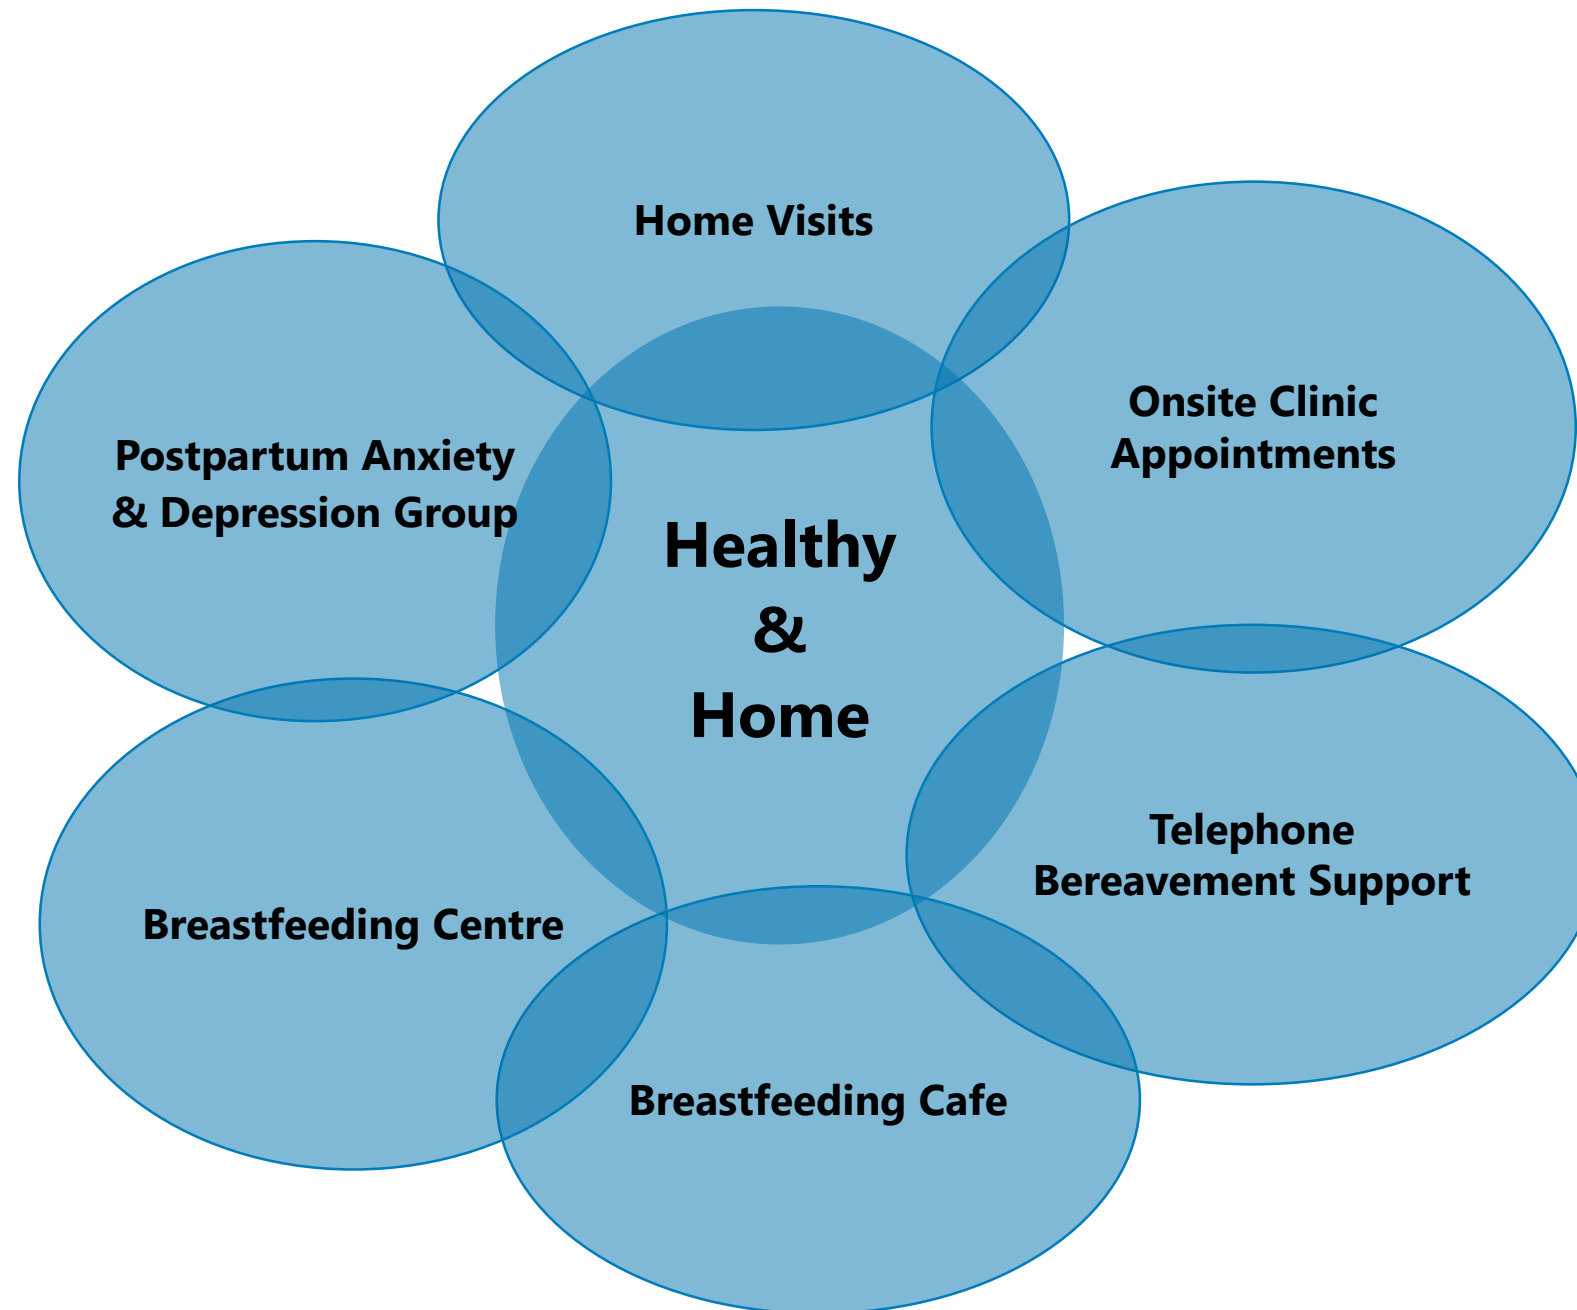 Home Visits
Onsite Clinic
Appointments
Postpartum Anxiety
& Depression Group
Healthy
&
Home
Telephone
Bereavement Support
Breastfeeding Centre
Breastfeeding Cafe